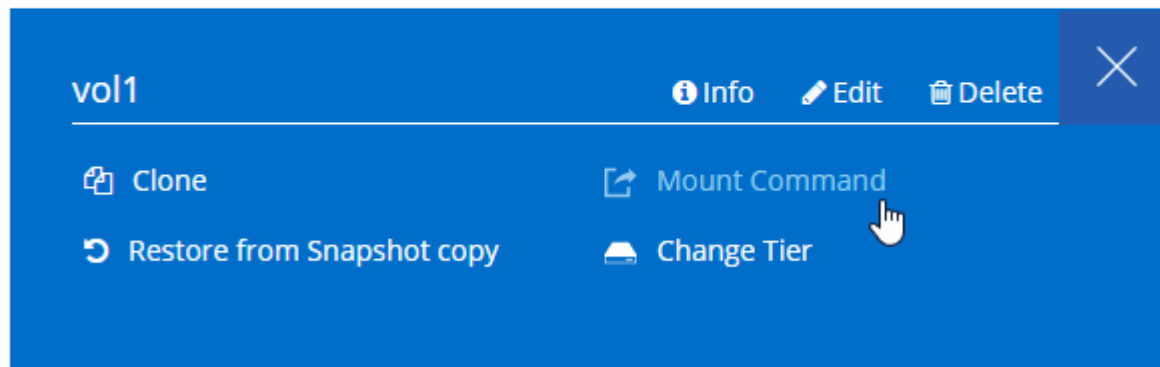 vol1 Info Edit Delete
Clone Mount Command
Restore from Snapshot copy Change Tier